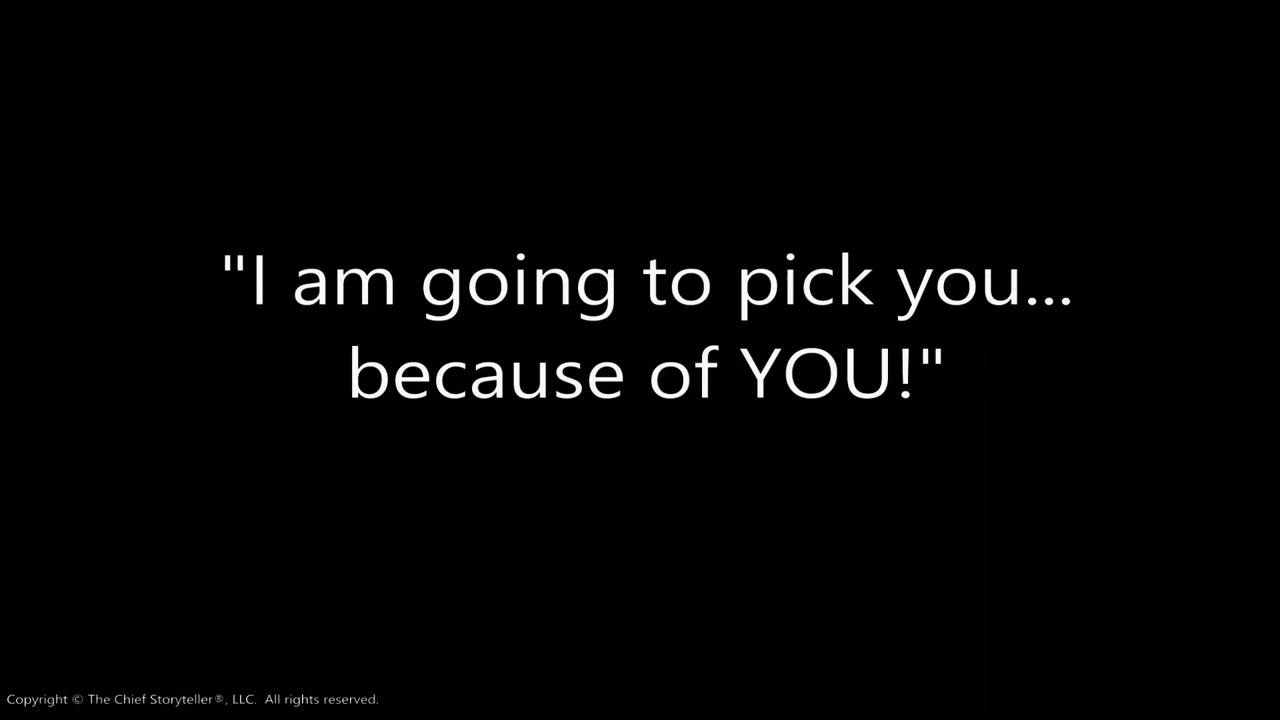 "I am going to pick you...
because of YOU!"
Copyright © The Chief Storyteller®, LLC.  All rights reserved.